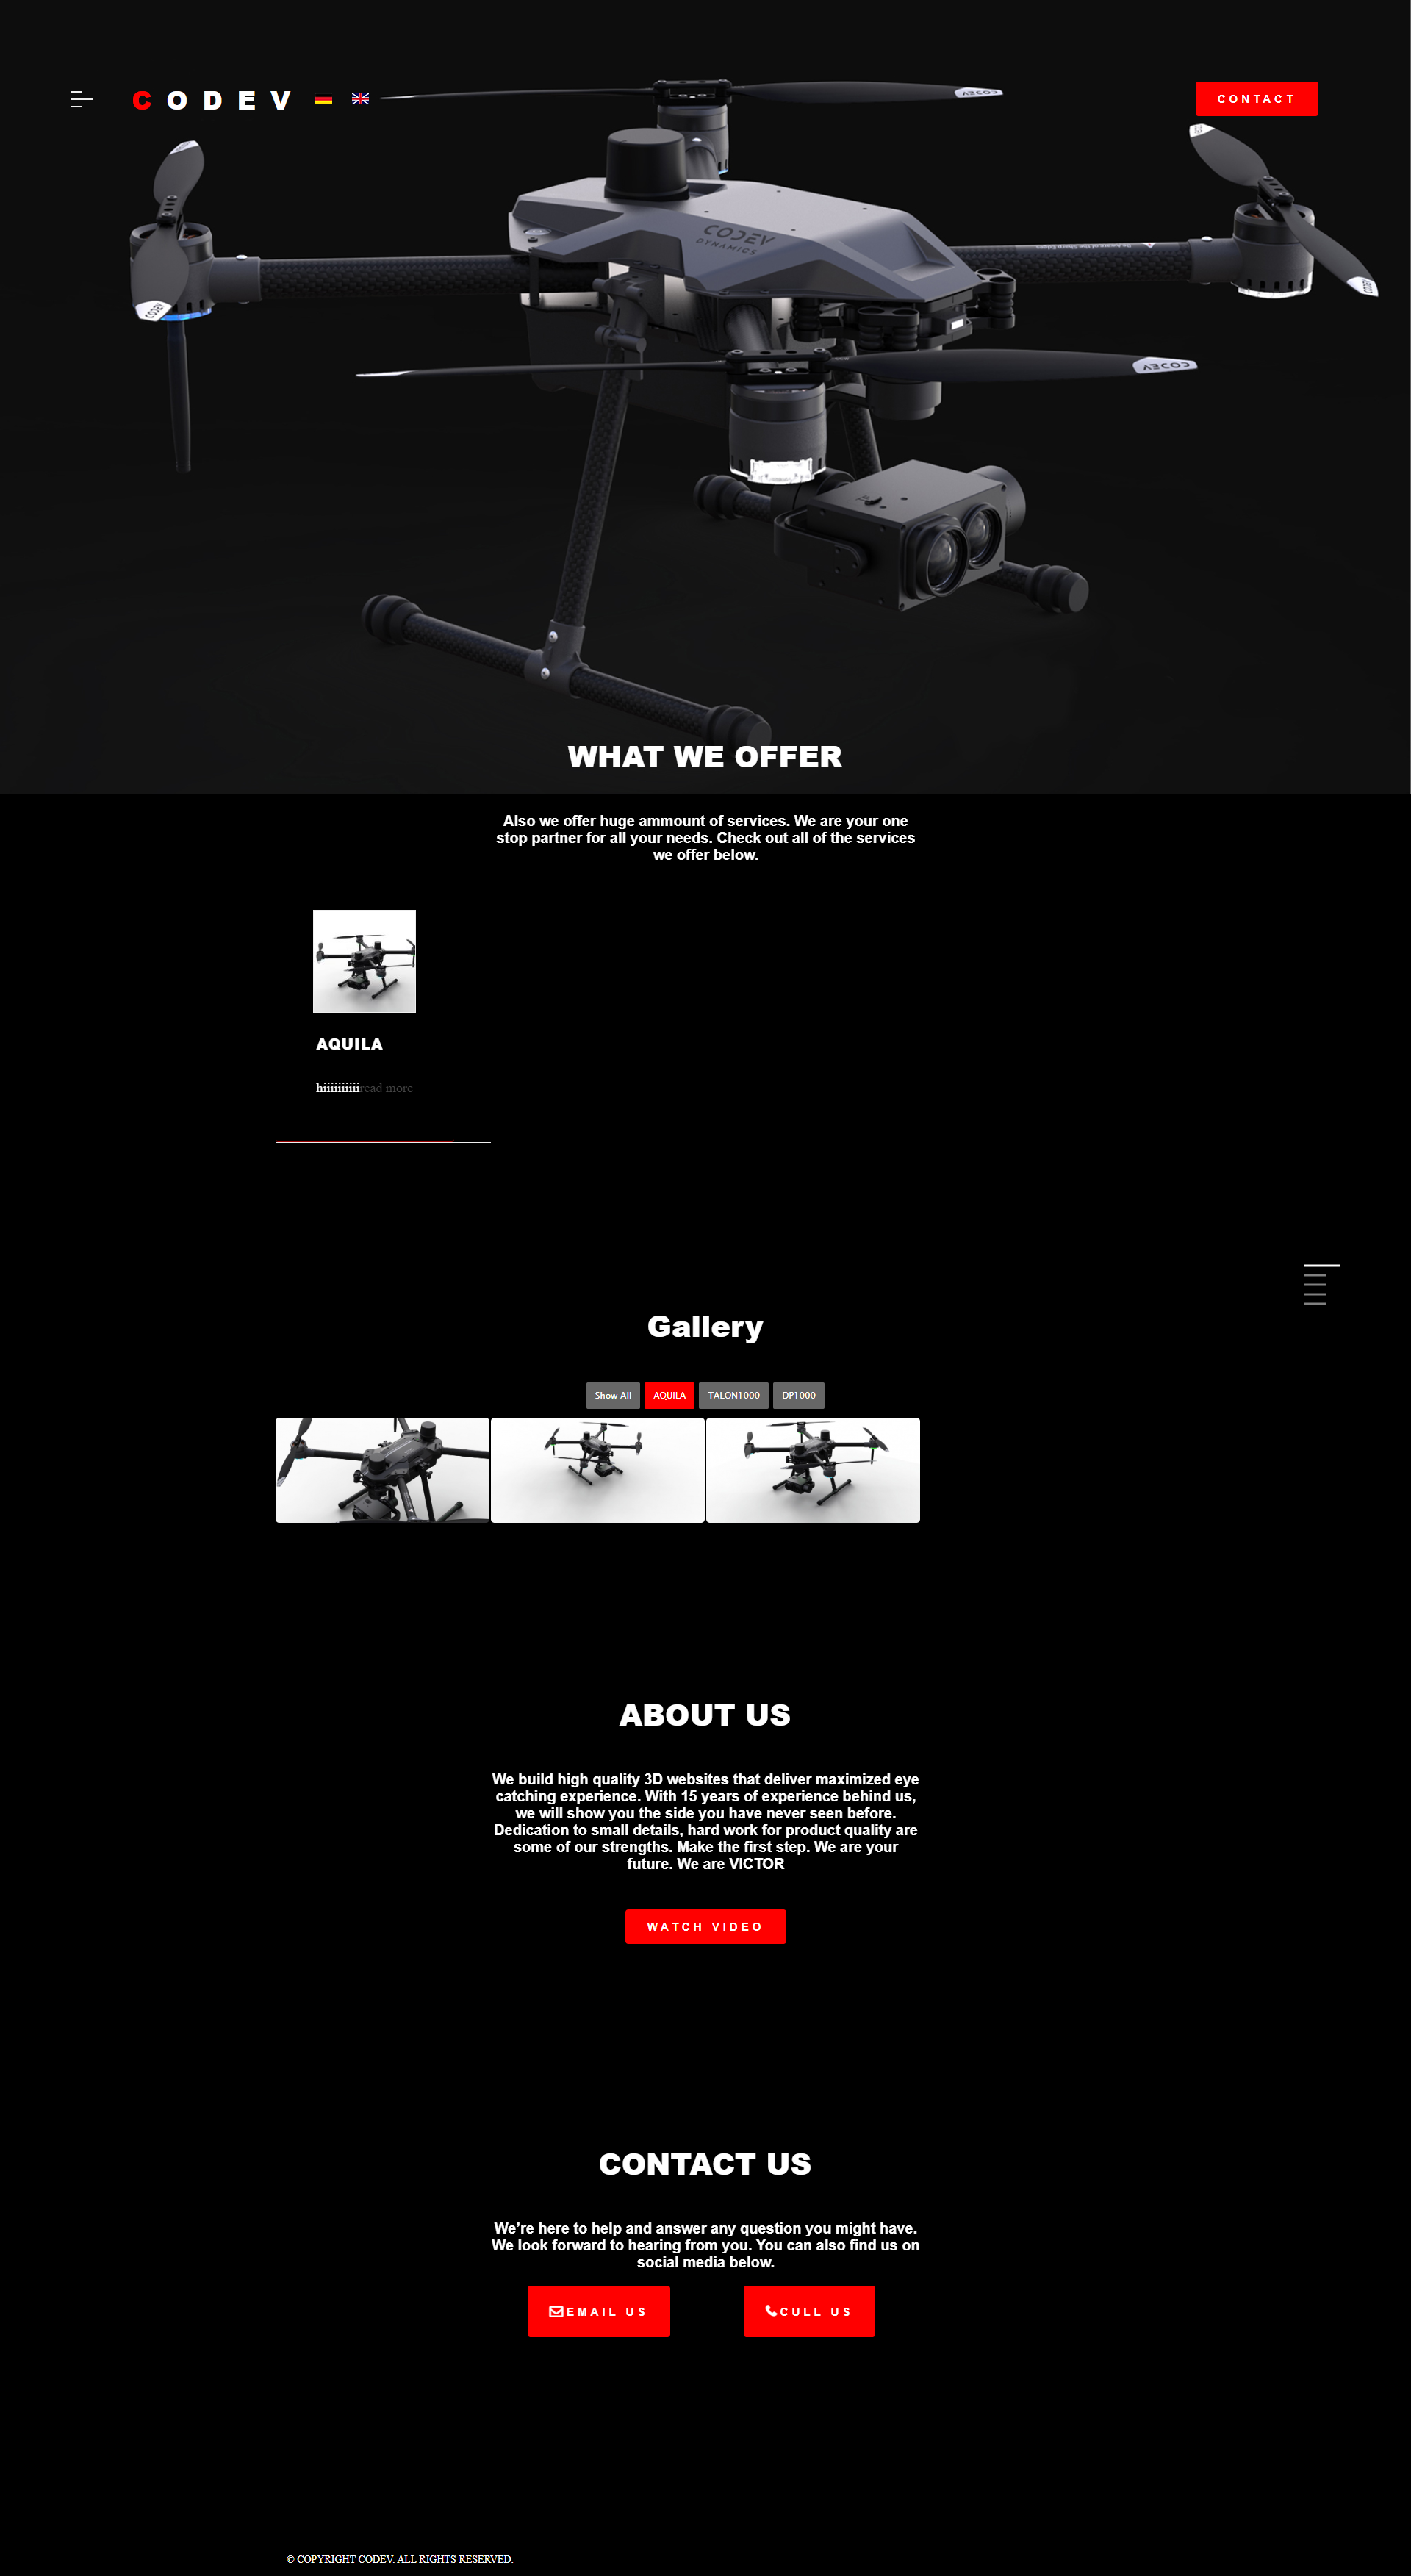 CODEV
CONTACT
CODEV
CODEV
DYNAMICS
CODEV
CODEV
CODEV
WHAT WE OFFER
Also we offer huge ammount of services. We are your one
stop partner for all your needs. Check out all of the services
we offer below.
AQUILA
hiiiiiiiiiiread more
Gallery
Show All AQUILA TALON1000 DP1000
ABOUT US
We build high quality 3D websites that deliver maximized eye
catching experience. With 15 years of experience behind us,
we will show you the side you have never seen before.
Dedication to small details, hard work for product quality are
some of our strengths. Make the first step. We are your
future. We are VICTOR
WATCH VIDEO
CONTACT US
We’re here to help and answer any question you might have.
We look forward to hearing from you. You can also find us on
social media below.
EMAIL US
CULL US
© COPYRIGHT CODEV. ALL RIGHTS RESERVED.